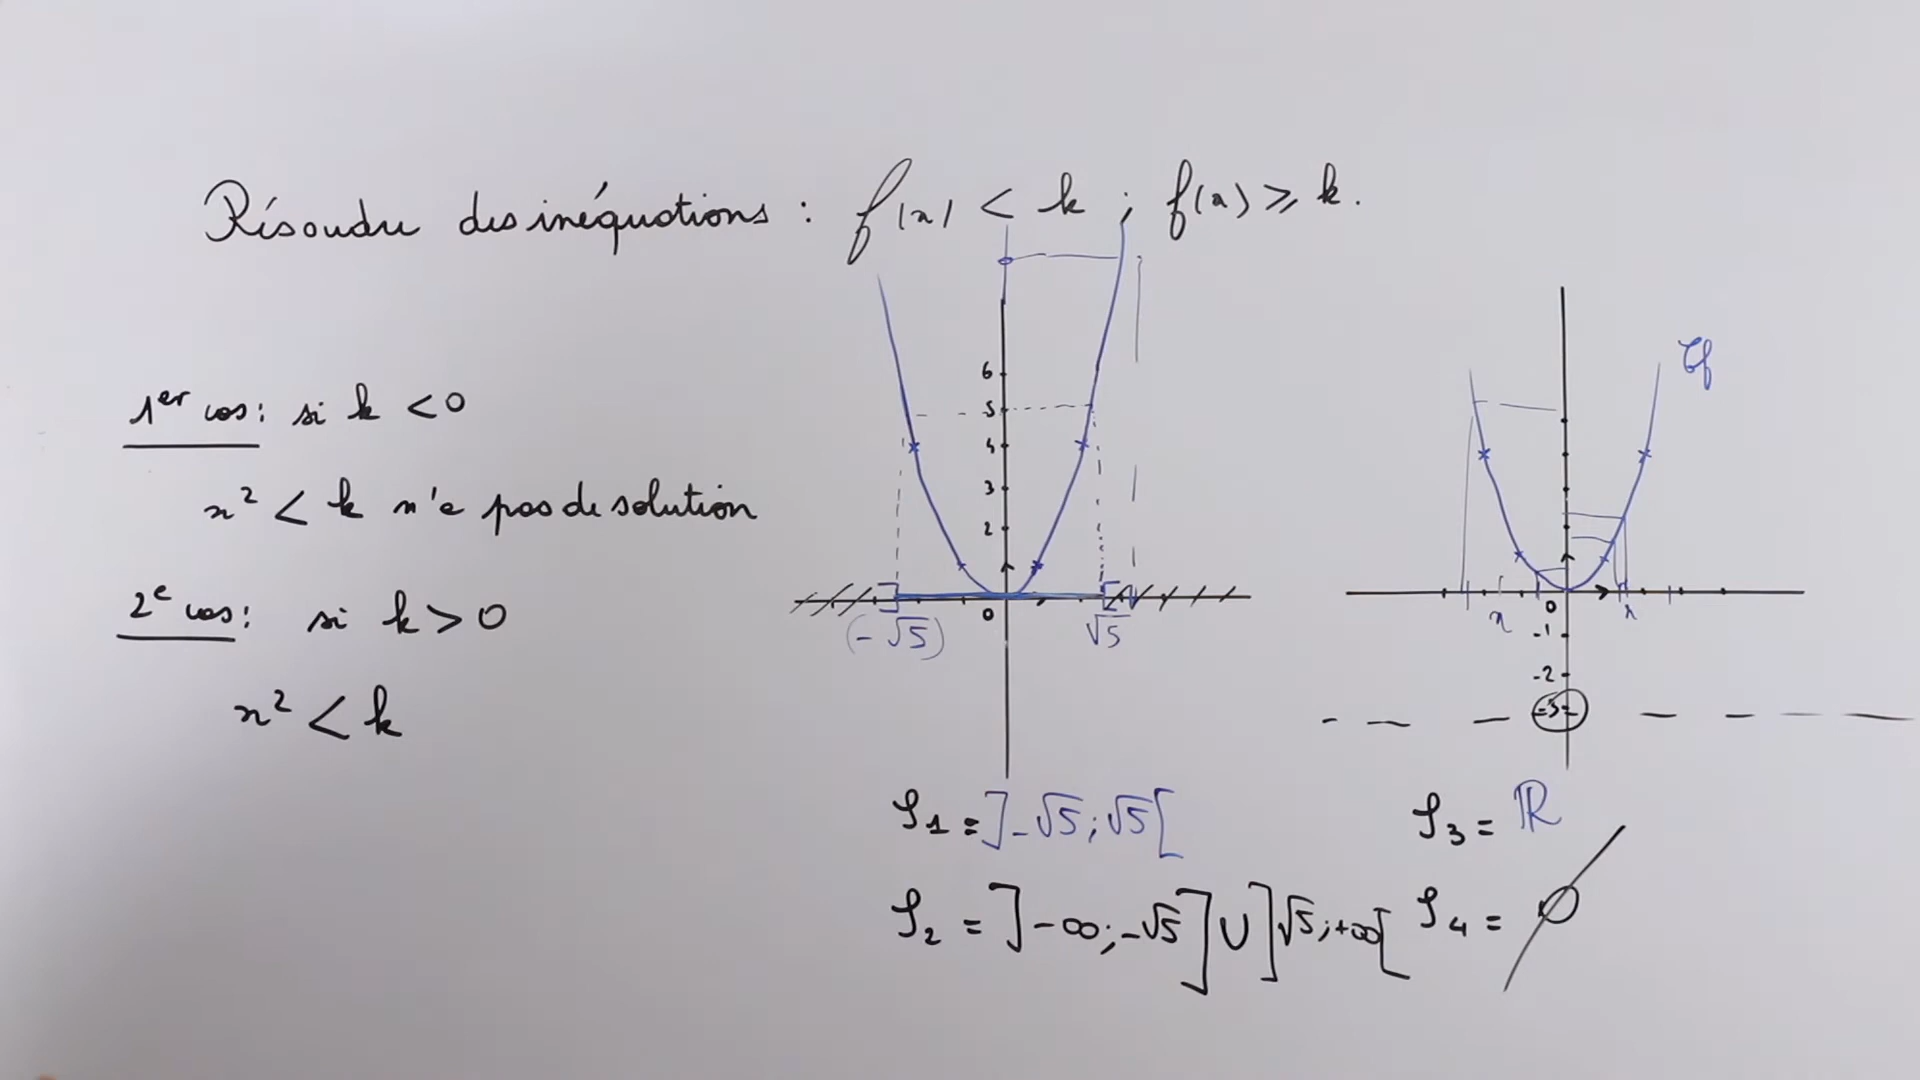 Résoudre des inéquations : f(x) < k ; f(x) ⩾ k.
1er cas : si k < 0
x² < k n'a pas de solution
2e cas : si k > 0
x² < k
6
5
4
3
2
0
(-√5)
√5
𝒞f
0
x
x
-1
-2
-3
S1 = ]-√5 ; √5[
S2 = ]-∞ ; -√5] ∪ ]√5 ; +∞[
S3 = ℝ
S4 = ∅